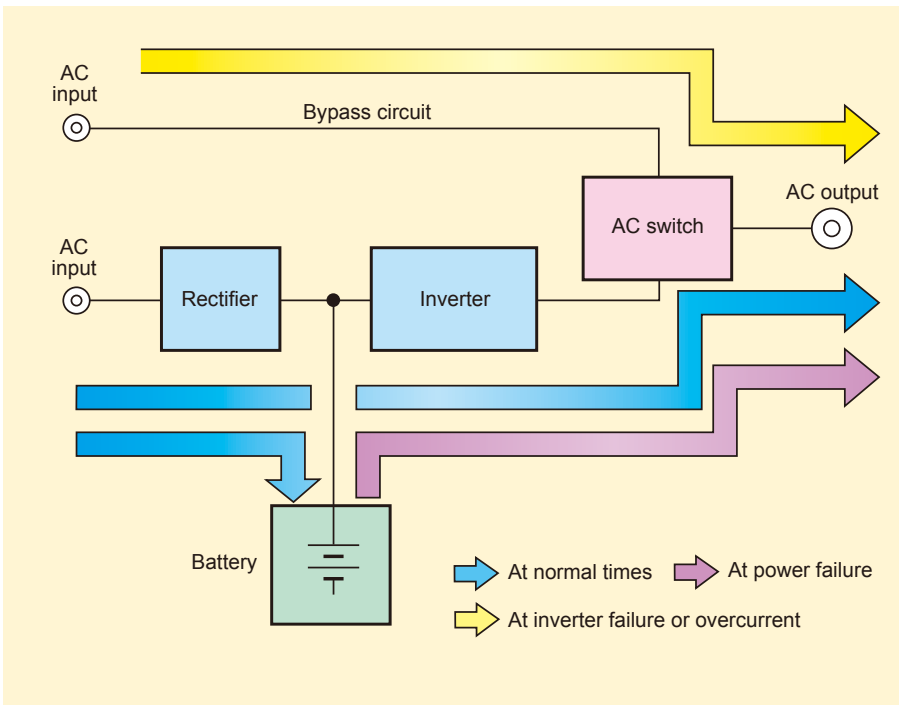 AC
input
Bypass circuit
AC output
AC switch
AC
input
Rectifier
Inverter
Battery
At normal times
At power failure
At inverter failure or overcurrent